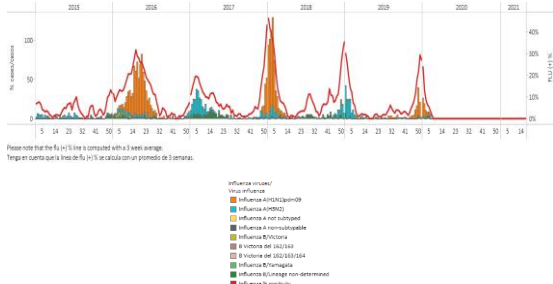 2015 2016 2017 2018 2019 2020 2021
100
50
0
N. cases/casos
40%
30%
20%
10%
0%
FLU (+) %
5 14 23 32 41 50 5 14 23 32 41 50 5 14 23 32 41 50 5 14 23 32 41 50 5 14 23 32 41 50 5 14 23 32 41 50 5 14
Please note that the flu (+) % line is computed with a 3 week average.
Tenga en cuenta que la linea de flu (+) % se calcula con un promedio de 3 semanas.
Influenza viruses/
Virus influenza
Influenza A(H1N1)pdm09
Influenza A(H3N2)
Influenza A not subtyped
Influenza A non-subtypable
Influenza B/Victoria
B Victoria del 162/163
B Victoria del 162/163/164
Influenza B/Yamagata
Influenza B/Lineage non-determined